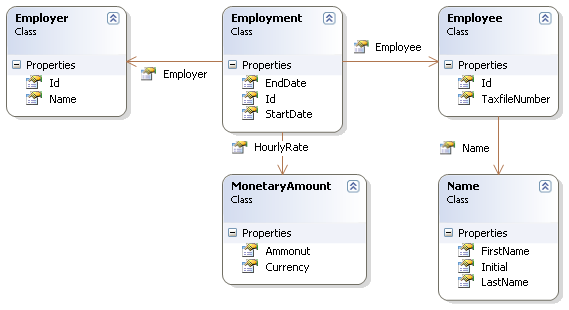 Employer
Class
Properties
Id
Name
Employer
Employment
Class
Properties
EndDate
Id
StartDate
Employee
Employee
Class
Properties
Id
TaxfileNumber
HourlyRate
Name
MonetaryAmount
Class
Properties
Ammonut
Currency
Name
Class
Properties
FirstName
Initial
LastName